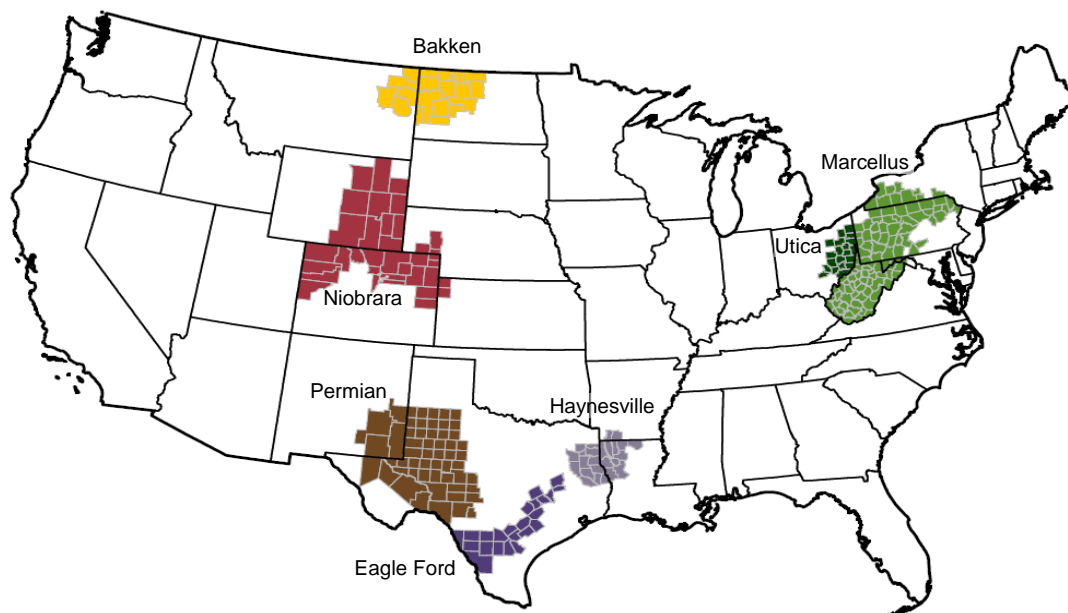 Bakken
Marcellus
Utica
Niobrara
Permian
Haynesville
Eagle Ford